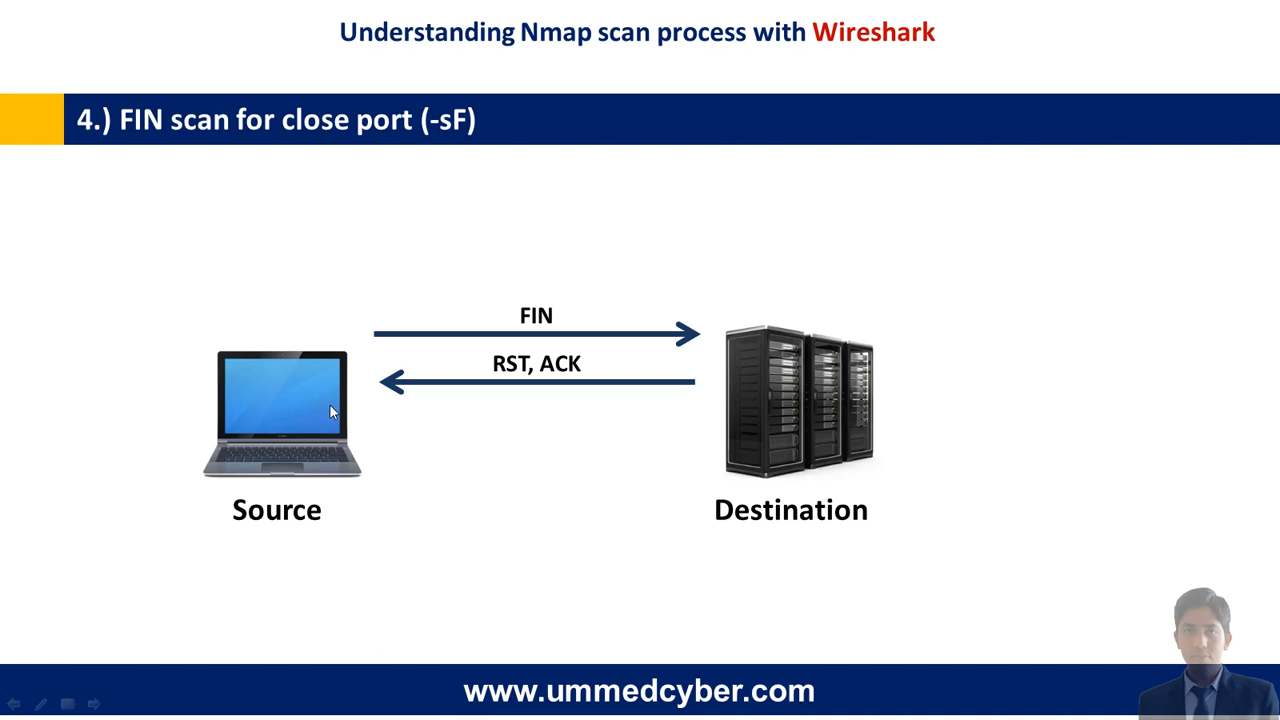 Understanding Nmap scan process with Wireshark
4.) FIN scan for close port (-sF)
FIN
RST, ACK
Source
Destination
www.ummedcyber.com